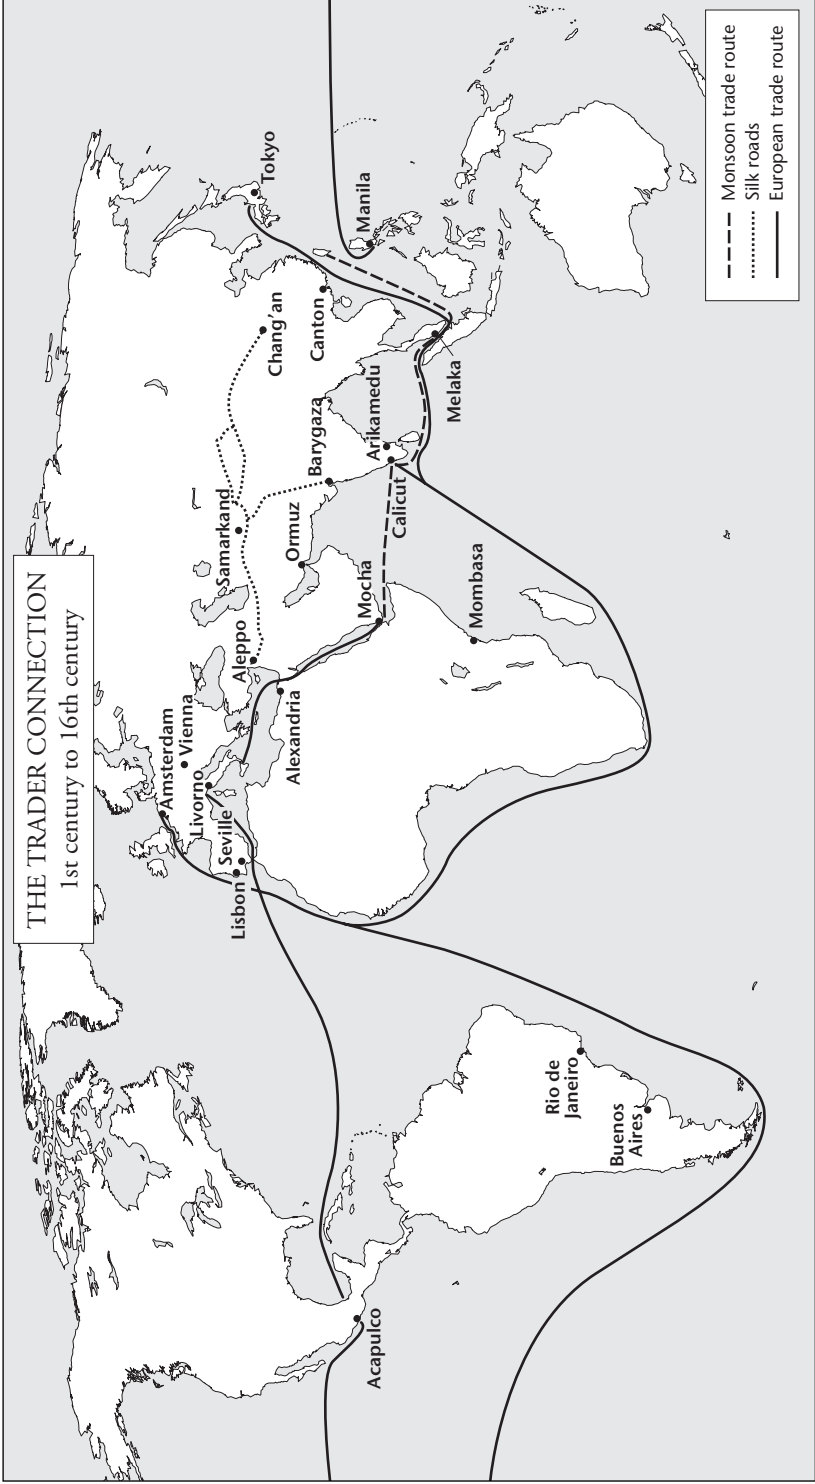 THE TRADER CONNECTION
1st century to 16th century
Amsterdam
Vienna
Livorno
Seville
Lisbon
Aleppo
Alexandria
Samarkand
Ormuz
Mocha
Mombasa
Barygaza
Arikamedu
Calicut
Chang'an
Canton
Melaka
Tokyo
Manila
Acapulco
Rio de
Janeiro
Buenos
Aires
Monsoon trade route
Silk roads
European trade route